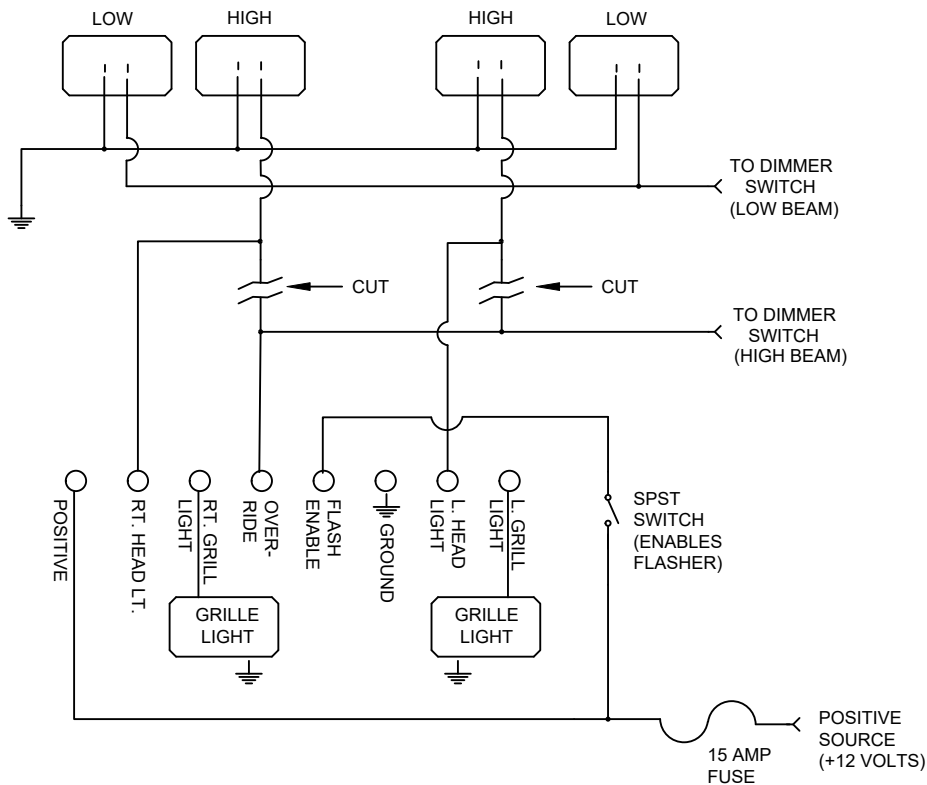 LOW
HIGH
HIGH
LOW
TO DIMMER
SWITCH
(LOW BEAM)
CUT
CUT
TO DIMMER
SWITCH
(HIGH BEAM)
POSITIVE
RT. HEAD LT.
RT. GRILL
LIGHT
OVER-
RIDE
FLASH
ENABLE
GROUND
L. HEAD
LIGHT
L. GRILL
LIGHT
SPST
SWITCH
(ENABLES
FLASHER)
GRILLE
LIGHT
GRILLE
LIGHT
15 AMP
FUSE
POSITIVE
SOURCE
(+12 VOLTS)